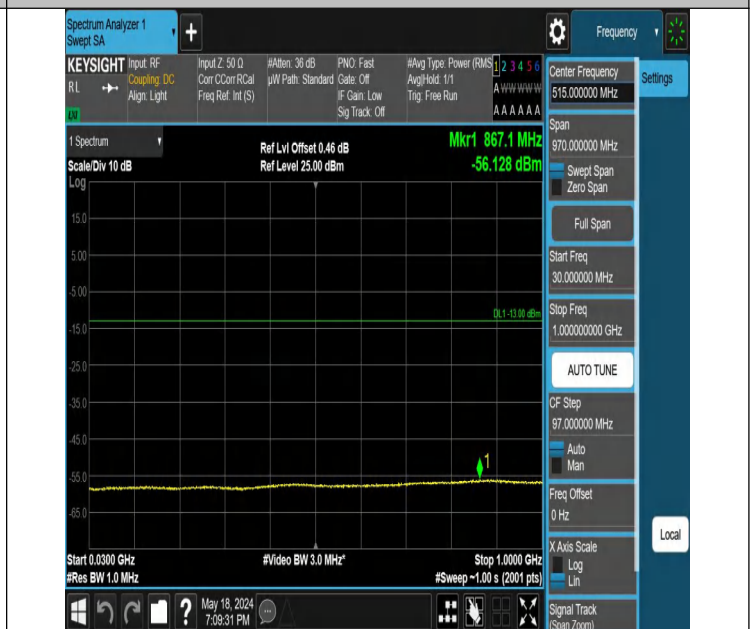 Spectrum Analyzer 1
Swept SA
+
Frequency
KEYSIGHT
RL
Input: RF
Coupling: DC
Align: Light
Input Z: 50 Ω
Corr CCorr RCal
Freq Ref: Int (S)
#Atten: 36 dB
µW Path: Standard
PNO: Fast
Gate: Off
IF Gain: Low
Sig Track: Off
#Avg Type: Power (RMS
Avg|Hold: 1/1
Trig: Free Run
1 2 3 4 5 6
A W W W W W
A A A A A A
1 Spectrum
Scale/Div 10 dB
Log
Ref Lvl Offset 0.46 dB
Ref Level 25.00 dBm
Mkr1 867.1 MHz
-56.128 dBm
15.0
5.00
-5.00
-15.0
-25.0
-35.0
-45.0
-55.0
-65.0
DL1 -13.00 dBm
1
Start 0.0300 GHz
#Res BW 1.0 MHz
#Video BW 3.0 MHz*
Stop 1.0000 GHz
#Sweep ~1.00 s (2001 pts)
Center Frequency
515.000000 MHz
Span
970.000000 MHz
Swept Span
Zero Span
Full Span
Start Freq
30.000000 MHz
Stop Freq
1.000000000 GHz
AUTO TUNE
CF Step
97.000000 MHz
Auto
Man
Freq Offset
0 Hz
X Axis Scale
Log
Lin
Signal Track
(Span Zoom)
Settings
Local
?
May 18, 2024
7:09:31 PM